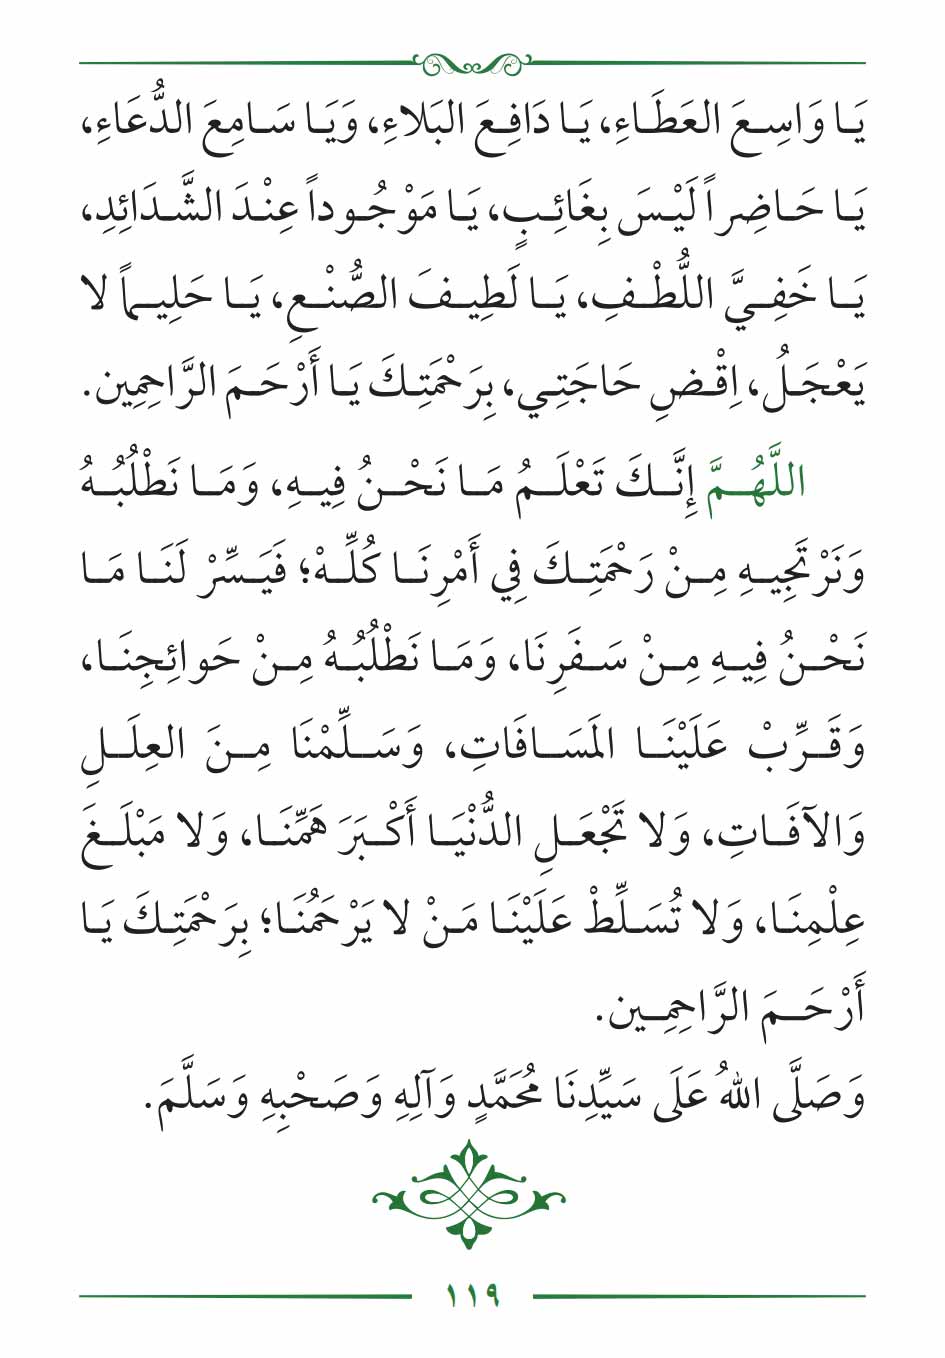 يَا وَاسِعَ العَطَاءِ، يَا دَافِعَ البَلاءِ، وَيَا سَامِعَ الدُّعَاءِ،
يَا حَاضِراً لَيْسَ بِغَائِبٍ، يَا مَوْجُوداً عِنْدَ الشَّدَائِدِ،
يَا خَفِيَّ اللُّطْفِ، يَا لَطِيفَ الصُّنْعِ، يَا حَلِيماً لا
يَعْجَلُ، اِقْضِ حَاجَتِي، بِرَحْمَتِكَ يَا أَرْحَمَ الرَّاحِمِين.
اللَّهُمَّ إِنَّكَ تَعْلَمُ مَا نَحْنُ فِيهِ، وَمَا نَطْلُبُهُ
وَنَرْتَجِيهِ مِنْ رَحْمَتِكَ فِي أَمْرِنَا كُلِّهْ؛ فَيَسِّرْ لَنَا مَا
نَحْنُ فِيهِ مِنْ سَفَرِنَا، وَمَا نَطْلُبُهُ مِنْ حَوائِجِنَا،
وَقَرِّبْ عَلَيْنَا المَسَافَاتِ، وَسَلِّمْنَا مِنَ العِلَلِ
وَالآفَاتِ، وَلا تَجْعَلِ الدُّنْيَا أَكْبَرَ هَمِّنَا، وَلا مَبْلَغَ
عِلْمِنَا، وَلا تُسَلِّطْ عَلَيْنَا مَنْ لا يَرْحَمُنَا؛ بِرَحْمَتِكَ يَا
أَرْحَمَ الرَّاحِمِين.
وَصَلَّى اللهُ عَلَى سَيِّدِنَا مُحَمَّدٍ وَآلِهِ وَصَحْبِهِ وَسَلَّمَ.
١١٩